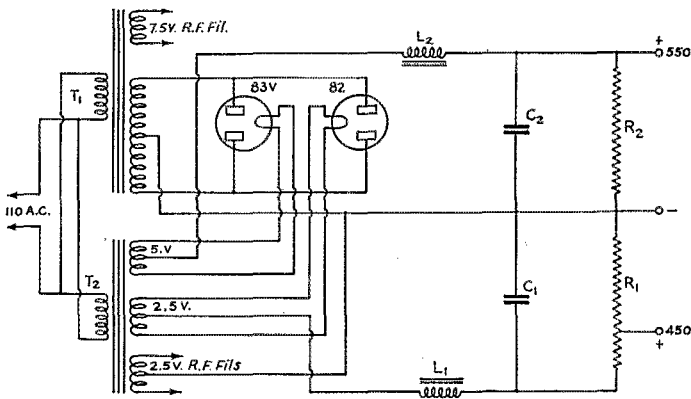 7.5V. R.F. Fil.
L2
+
550
T1
83V
82
C2
R2
110 A.C.
–
5.V
T2
2.5V.
C1
R1
450
+
2.5V. R.F. Fils
L1